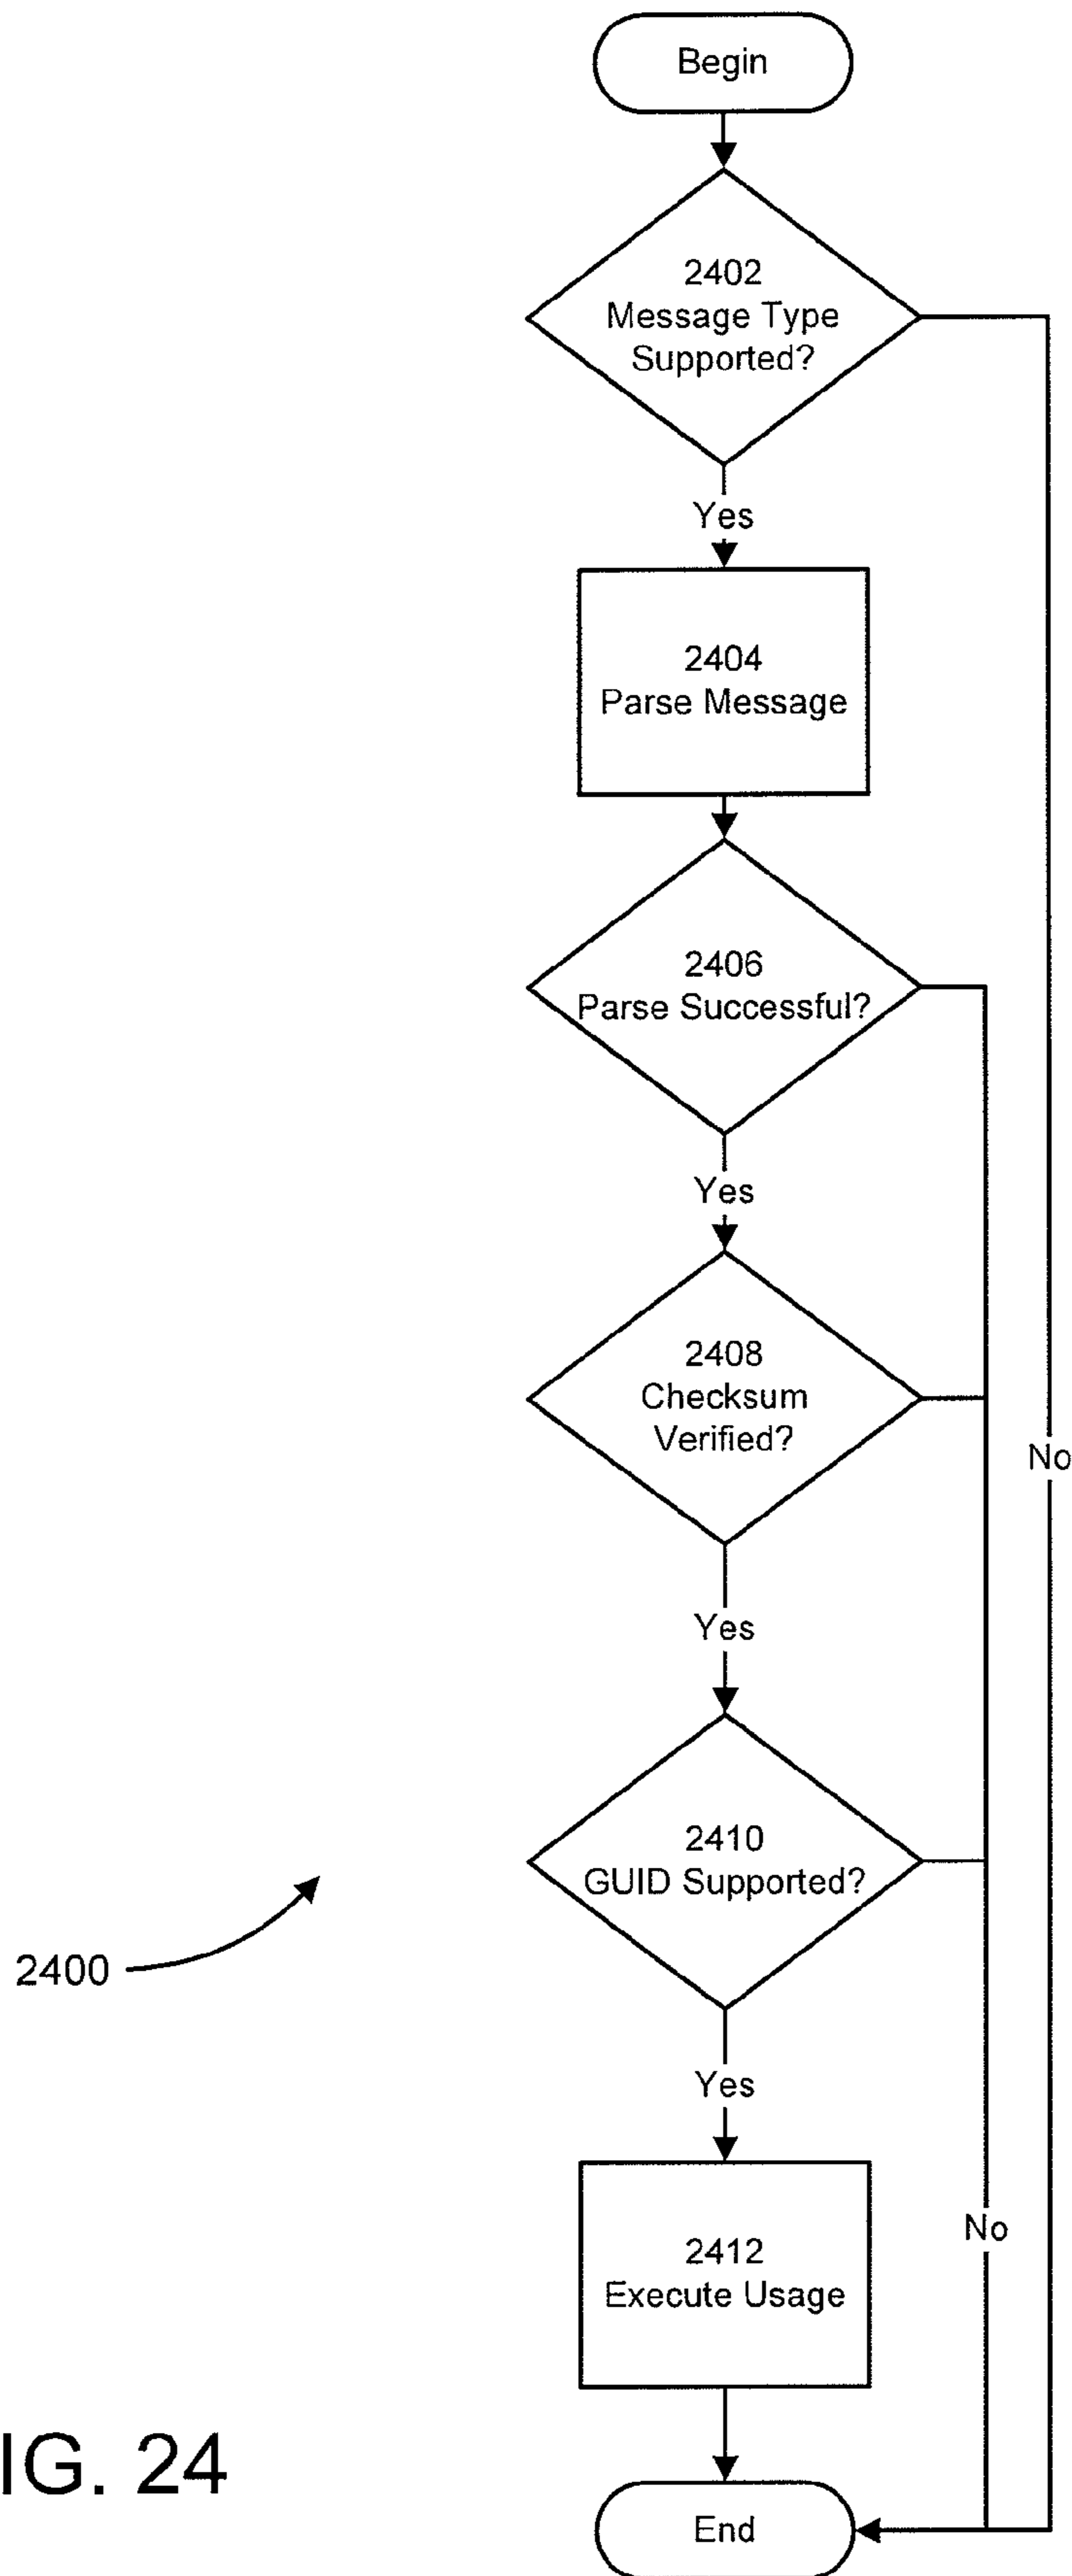 Begin
2402
Message Type
Supported?
Yes
2404
Parse Message
2406
Parse Successful?
Yes
2408
Checksum
Verified?
No
Yes
2410
GUID Supported?
2400
Yes
No
2412
Execute Usage
IG. 24
End